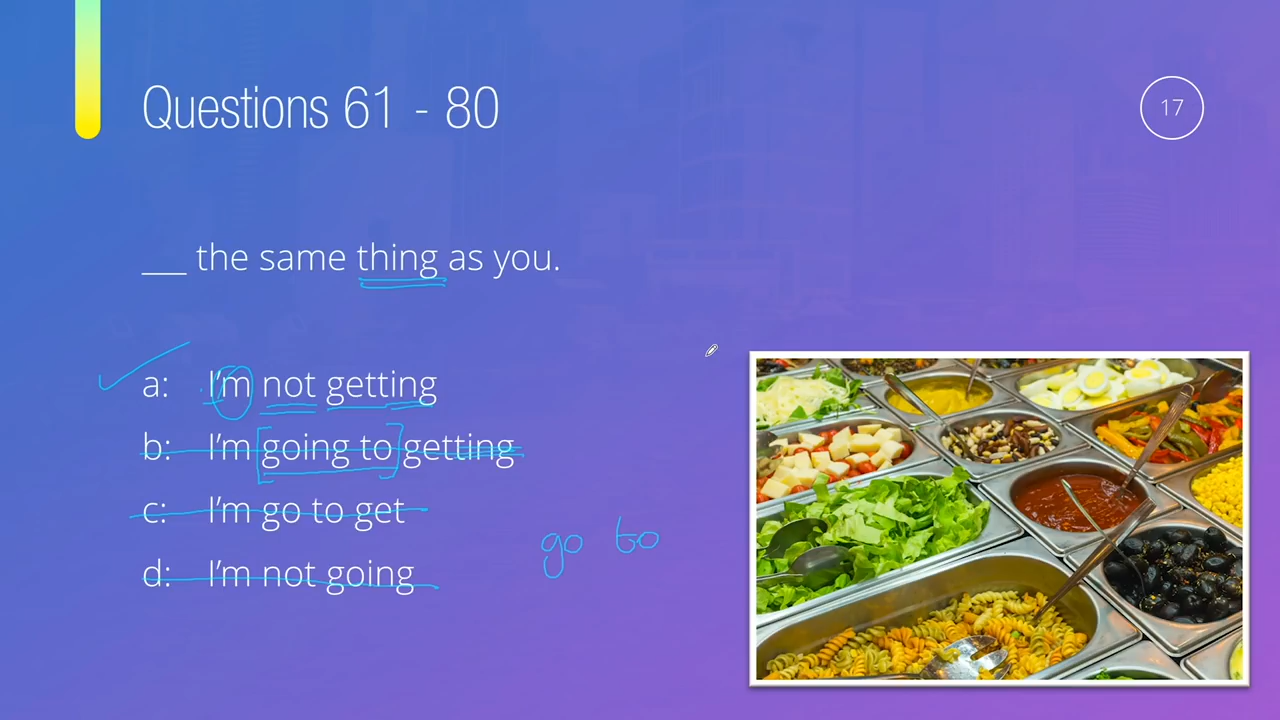 Questions 61 - 80
17
___ the same thing as you.
a: I'm not getting
b: I'm [going to] getting
c: I'm go to get
d: I'm not going
go to